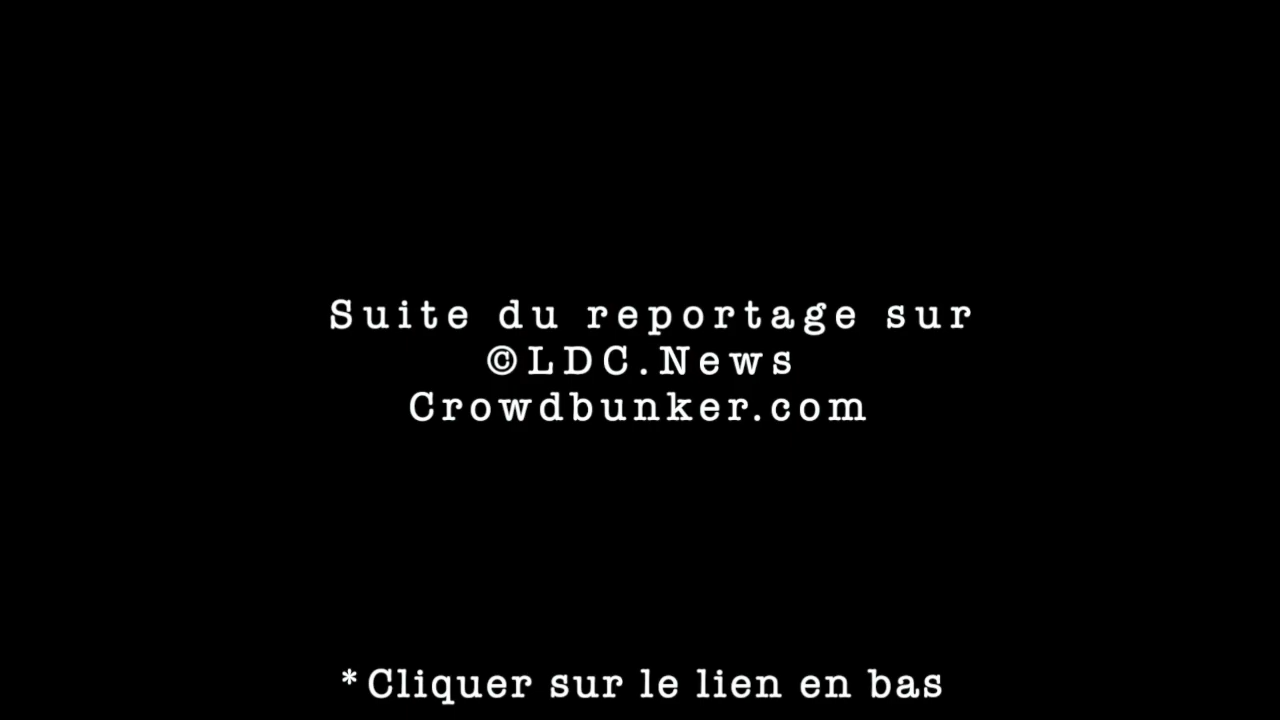 Suite du reportage sur
©LDC.News
Crowdbunker.com
*Cliquer sur le lien en bas